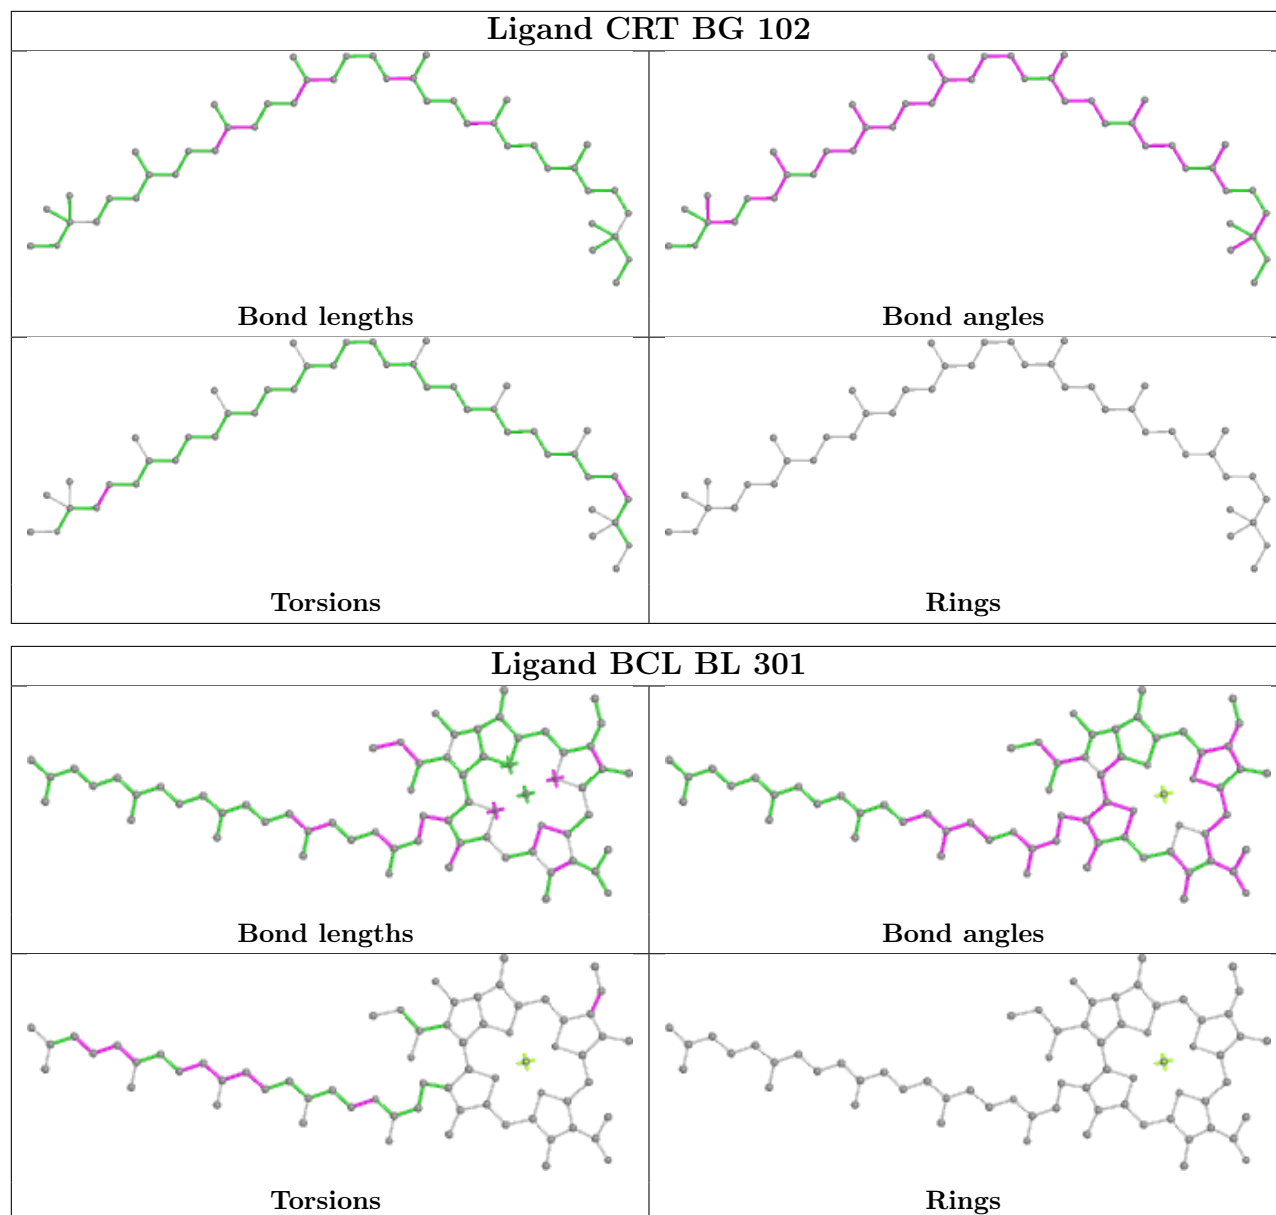 Ligand CRT BG 102
Bond lengths
Bond angles
Torsions
Rings
Ligand BCL BL 301
Bond lengths
Bond angles
Torsions
Rings